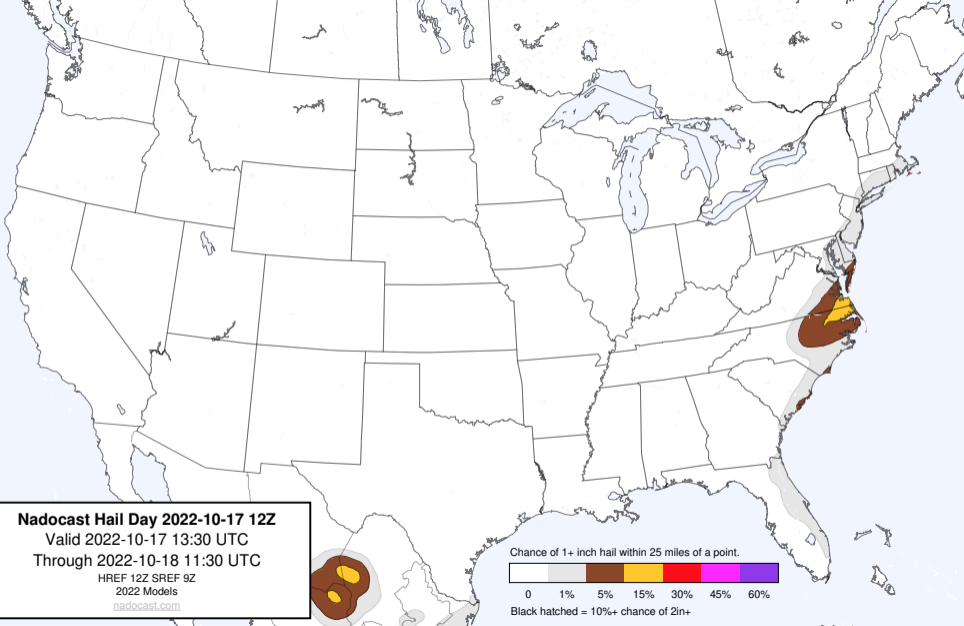 Nadocast Hail Day 2022-10-17 12Z
Valid 2022-10-17 13:30 UTC
Through 2022-10-18 11:30 UTC
HREF 12Z SREF 9Z
2022 Models
nadocast.com
Chance of 1+ inch hail within 25 miles of a point.
0 1% 5% 15% 30% 45% 60%
Black hatched = 10%+ chance of 2in+